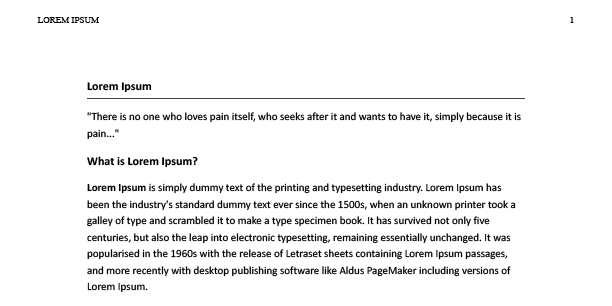 LOREM IPSUM 1
Lorem Ipsum
"There is no one who loves pain itself, who seeks after it and wants to have it, simply because it is
pain..."
What is Lorem Ipsum?
Lorem Ipsum is simply dummy text of the printing and typesetting industry. Lorem Ipsum has
been the industry's standard dummy text ever since the 1500s, when an unknown printer took a
galley of type and scrambled it to make a type specimen book. It has survived not only five
centuries, but also the leap into electronic typesetting, remaining essentially unchanged. It was
popularised in the 1960s with the release of Letraset sheets containing Lorem Ipsum passages,
and more recently with desktop publishing software like Aldus PageMaker including versions of
Lorem Ipsum.